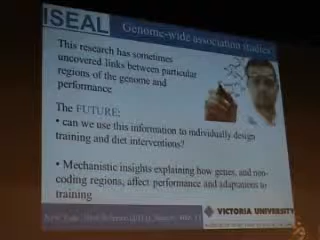 ISEAL
Genome-wide association studies
This research has sometimes
uncovered links between particular
regions of the genome and
performance
The FUTURE:
• can we use this information to individually design
training and diet interventions?
• Mechanistic insights explaining how genes, and non-
coding regions, affect performance and adaptations to
training
VICTORIA UNIVERSITY